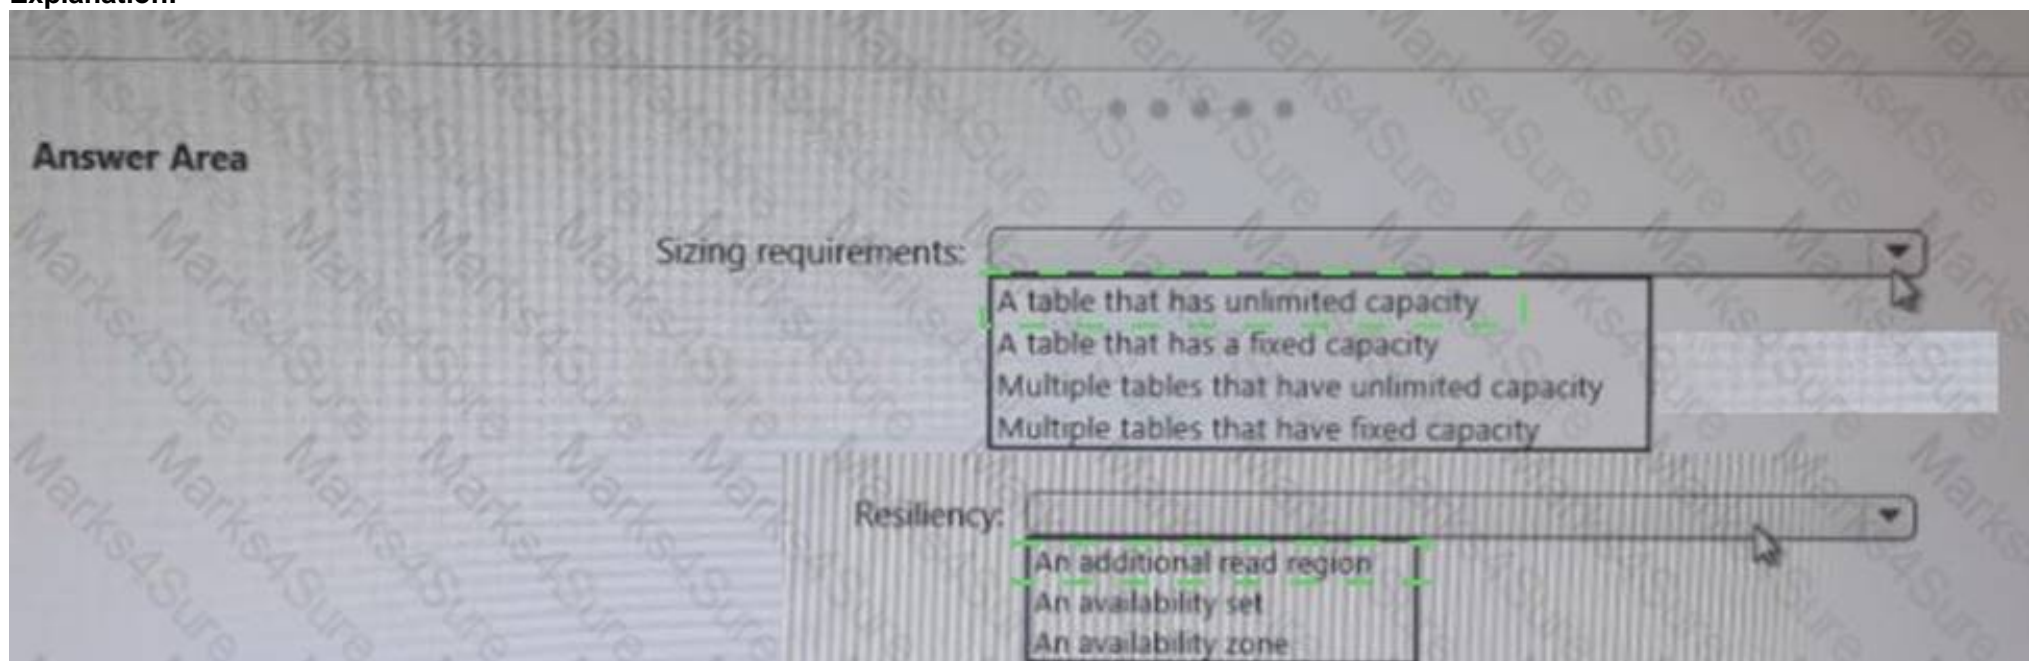 Explanation:
Answer Area
Sizing requirements:
A table that has unlimited capacity
A table that has a fixed capacity
Multiple tables that have unlimited capacity
Multiple tables that have fixed capacity
Resiliency:
An additional read region
An availability set
An availability zone
Marks4Sure